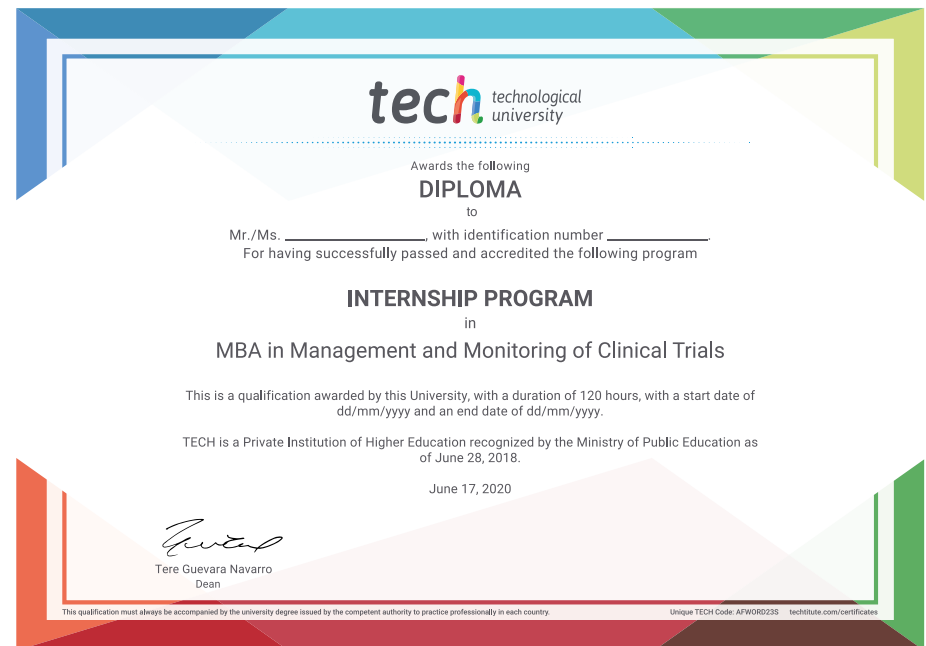 tech technological
university
Awards the following
DIPLOMA
to
Mr./Ms. ____________________, with identification number ______________.
For having successfully passed and accredited the following program
INTERNSHIP PROGRAM
in
MBA in Management and Monitoring of Clinical Trials
This is a qualification awarded by this University, with a duration of 120 hours, with a start date of
dd/mm/yyyy and an end date of dd/mm/yyyy.
TECH is a Private Institution of Higher Education recognized by the Ministry of Public Education as
of June 28, 2018.
June 17, 2020
Tere Guevara Navarro
Dean
This qualification must always be accompanied by the university degree issued by the competent authority to practice professionally in each country. Unique TECH Code: AFWORD23S techtitute.com/certificates